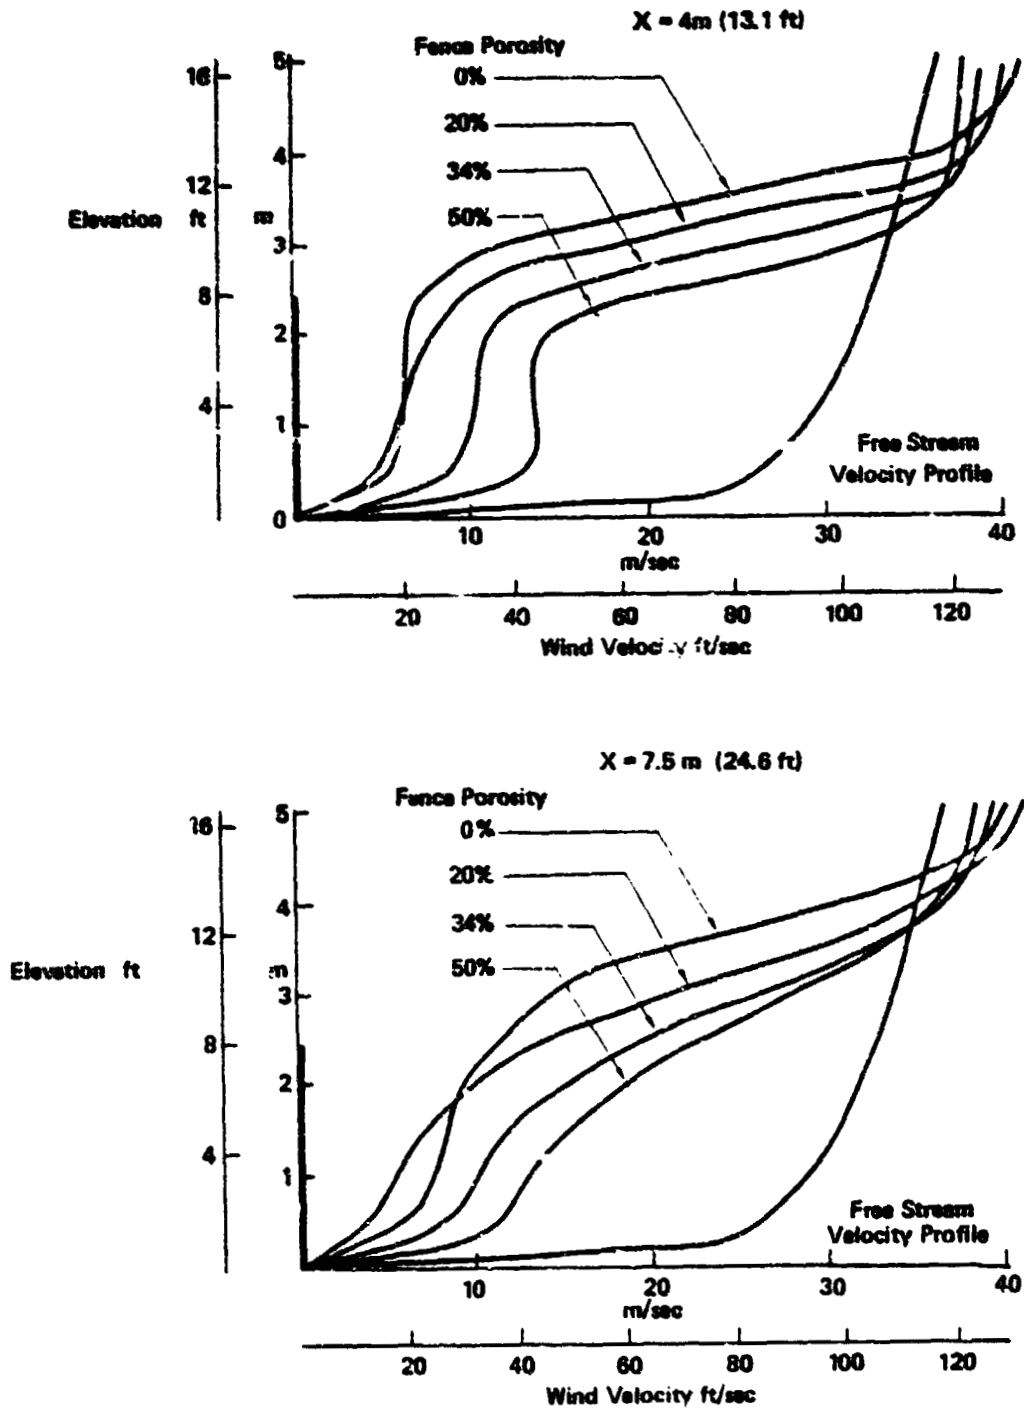 X = 4m (13.1 ft)
Fence Porosity
0%
20%
34%
50%
16
12
8
4
Elevation ft m
5
4
3
2
1
0
Free Stream
Velocity Profile
10 20 30 40
m/sec
20 40 60 80 100 120
Wind Velocity ft/sec
X = 7.5 m (24.6 ft)
Fence Porosity
0%
20%
34%
50%
16
12
8
4
Elevation ft m
5
4
3
2
1
Free Stream
Velocity Profile
10 20 30 40
m/sec
20 40 60 80 100 120
Wind Velocity ft/sec